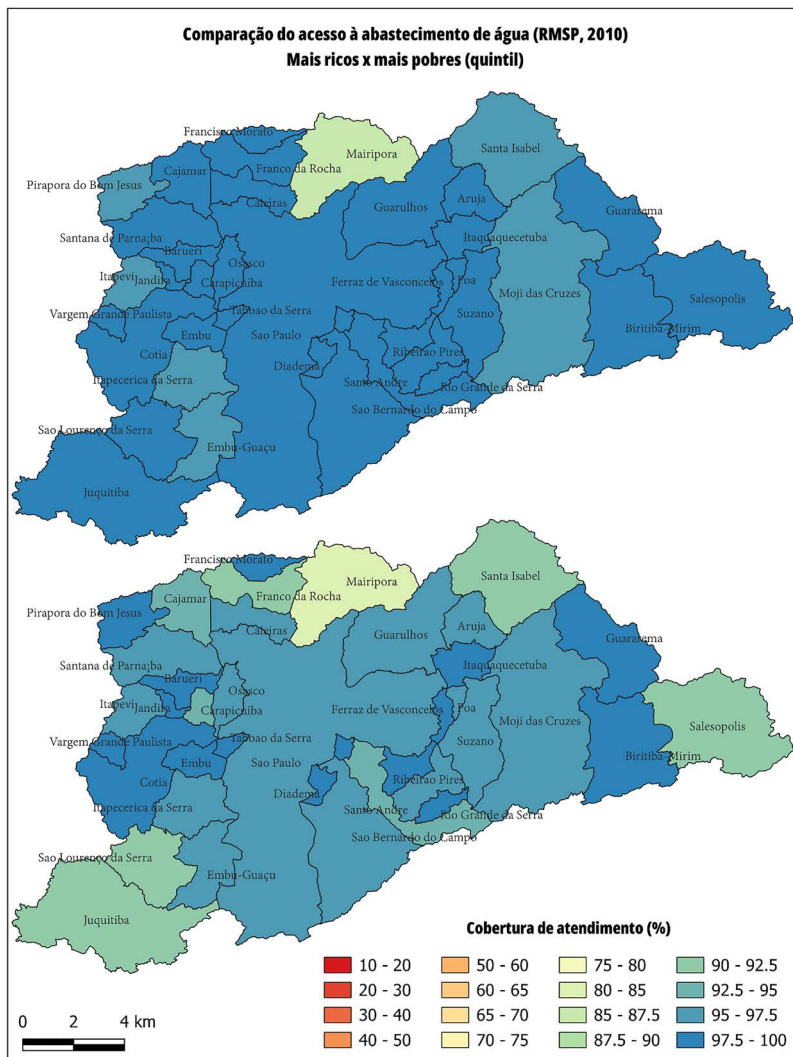 Comparação do acesso à abastecimento de água (RMSP, 2010)
Mais ricos x mais pobres (quintil)
Francisco Morato
Mairipora
Santa Isabel
Cajamar
Franco da Rocha
Pirapora do Bom Jesus
Caieiras
Guarulhos
Aruja
Guararema
Santana de Parnajba
Itaquaquecetuba
Barueri
Osasco
Itapevi
Jandira
Carapicuiba
Ferraz de Vasconcelos
Poa
Moji das Cruzes
Salesopolis
Vargem Grande Paulista
Taboao da Serra
Suzano
Embu
Sao Paulo
Biritiba-Mirim
Cotia
Ribeirao Pires
Diadema
Itapecerica da Serra
Santo Andre
Rio Grande da Serra
Sao Bernardo do Campo
Sao Lourenço da Serra
Embu-Guaçu
Juquitiba
Francisco Morato
Mairipora
Santa Isabel
Cajamar
Franco da Rocha
Pirapora do Bom Jesus
Caieiras
Guarulhos
Aruja
Guararema
Santana de Parnajba
Itaquaquecetuba
Barueri
Osasco
Itapevi
Jandira
Carapicuiba
Ferraz de Vasconcelos
Poa
Moji das Cruzes
Salesopolis
Vargem Grande Paulista
Taboao da Serra
Suzano
Embu
Sao Paulo
Biritiba-Mirim
Cotia
Ribeirao Pires
Diadema
Itapecerica da Serra
Santo Andre
Rio Grande da Serra
Sao Bernardo do Campo
Sao Lourenço da Serra
Embu-Guaçu
Juquitiba
Cobertura de atendimento (%)
10 - 20
50 - 60
75 - 80
90 - 92.5
20 - 30
60 - 65
80 - 85
92.5 - 95
30 - 40
65 - 70
85 - 87.5
95 - 97.5
40 - 50
70 - 75
87.5 - 90
97.5 - 100
0 2 4 km